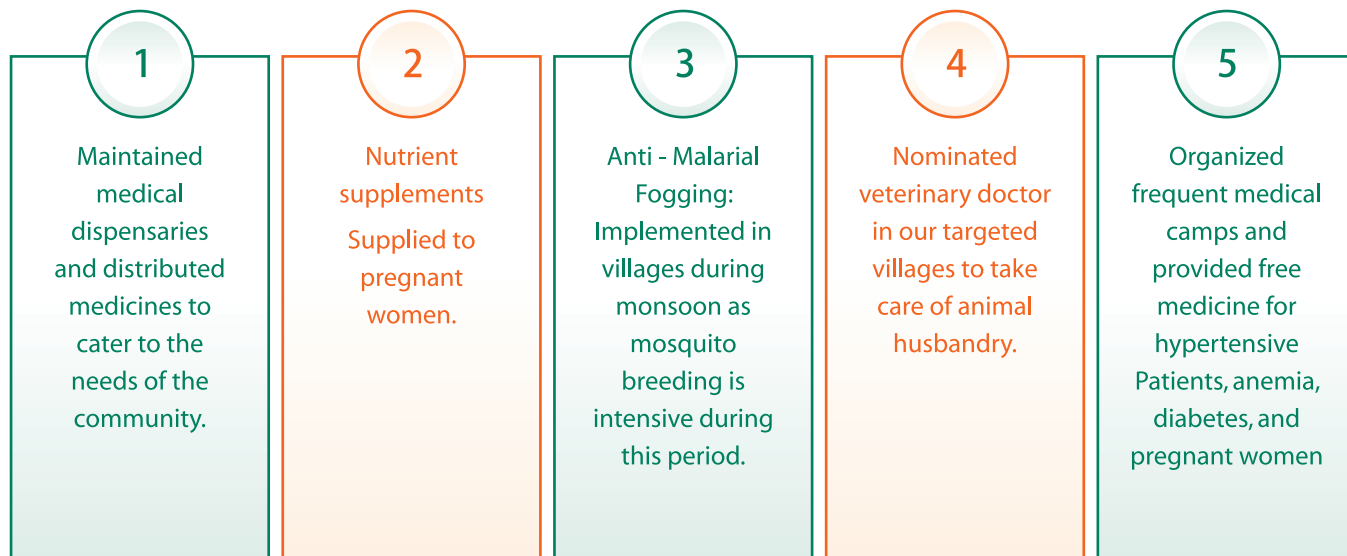 1
Maintained
medical
dispensaries
and distributed
medicines to
cater to the
needs of the
community.
2
Nutrient
supplements
Supplied to
pregnant
women.
3
Anti - Malarial
Fogging:
Implemented in
villages during
monsoon as
mosquito
breeding is
intensive during
this period.
4
Nominated
veterinary doctor
in our targeted
villages to take
care of animal
husbandry.
5
Organized
frequent medical
camps and
provided free
medicine for
hypertensive
Patients, anemia,
diabetes, and
pregnant women